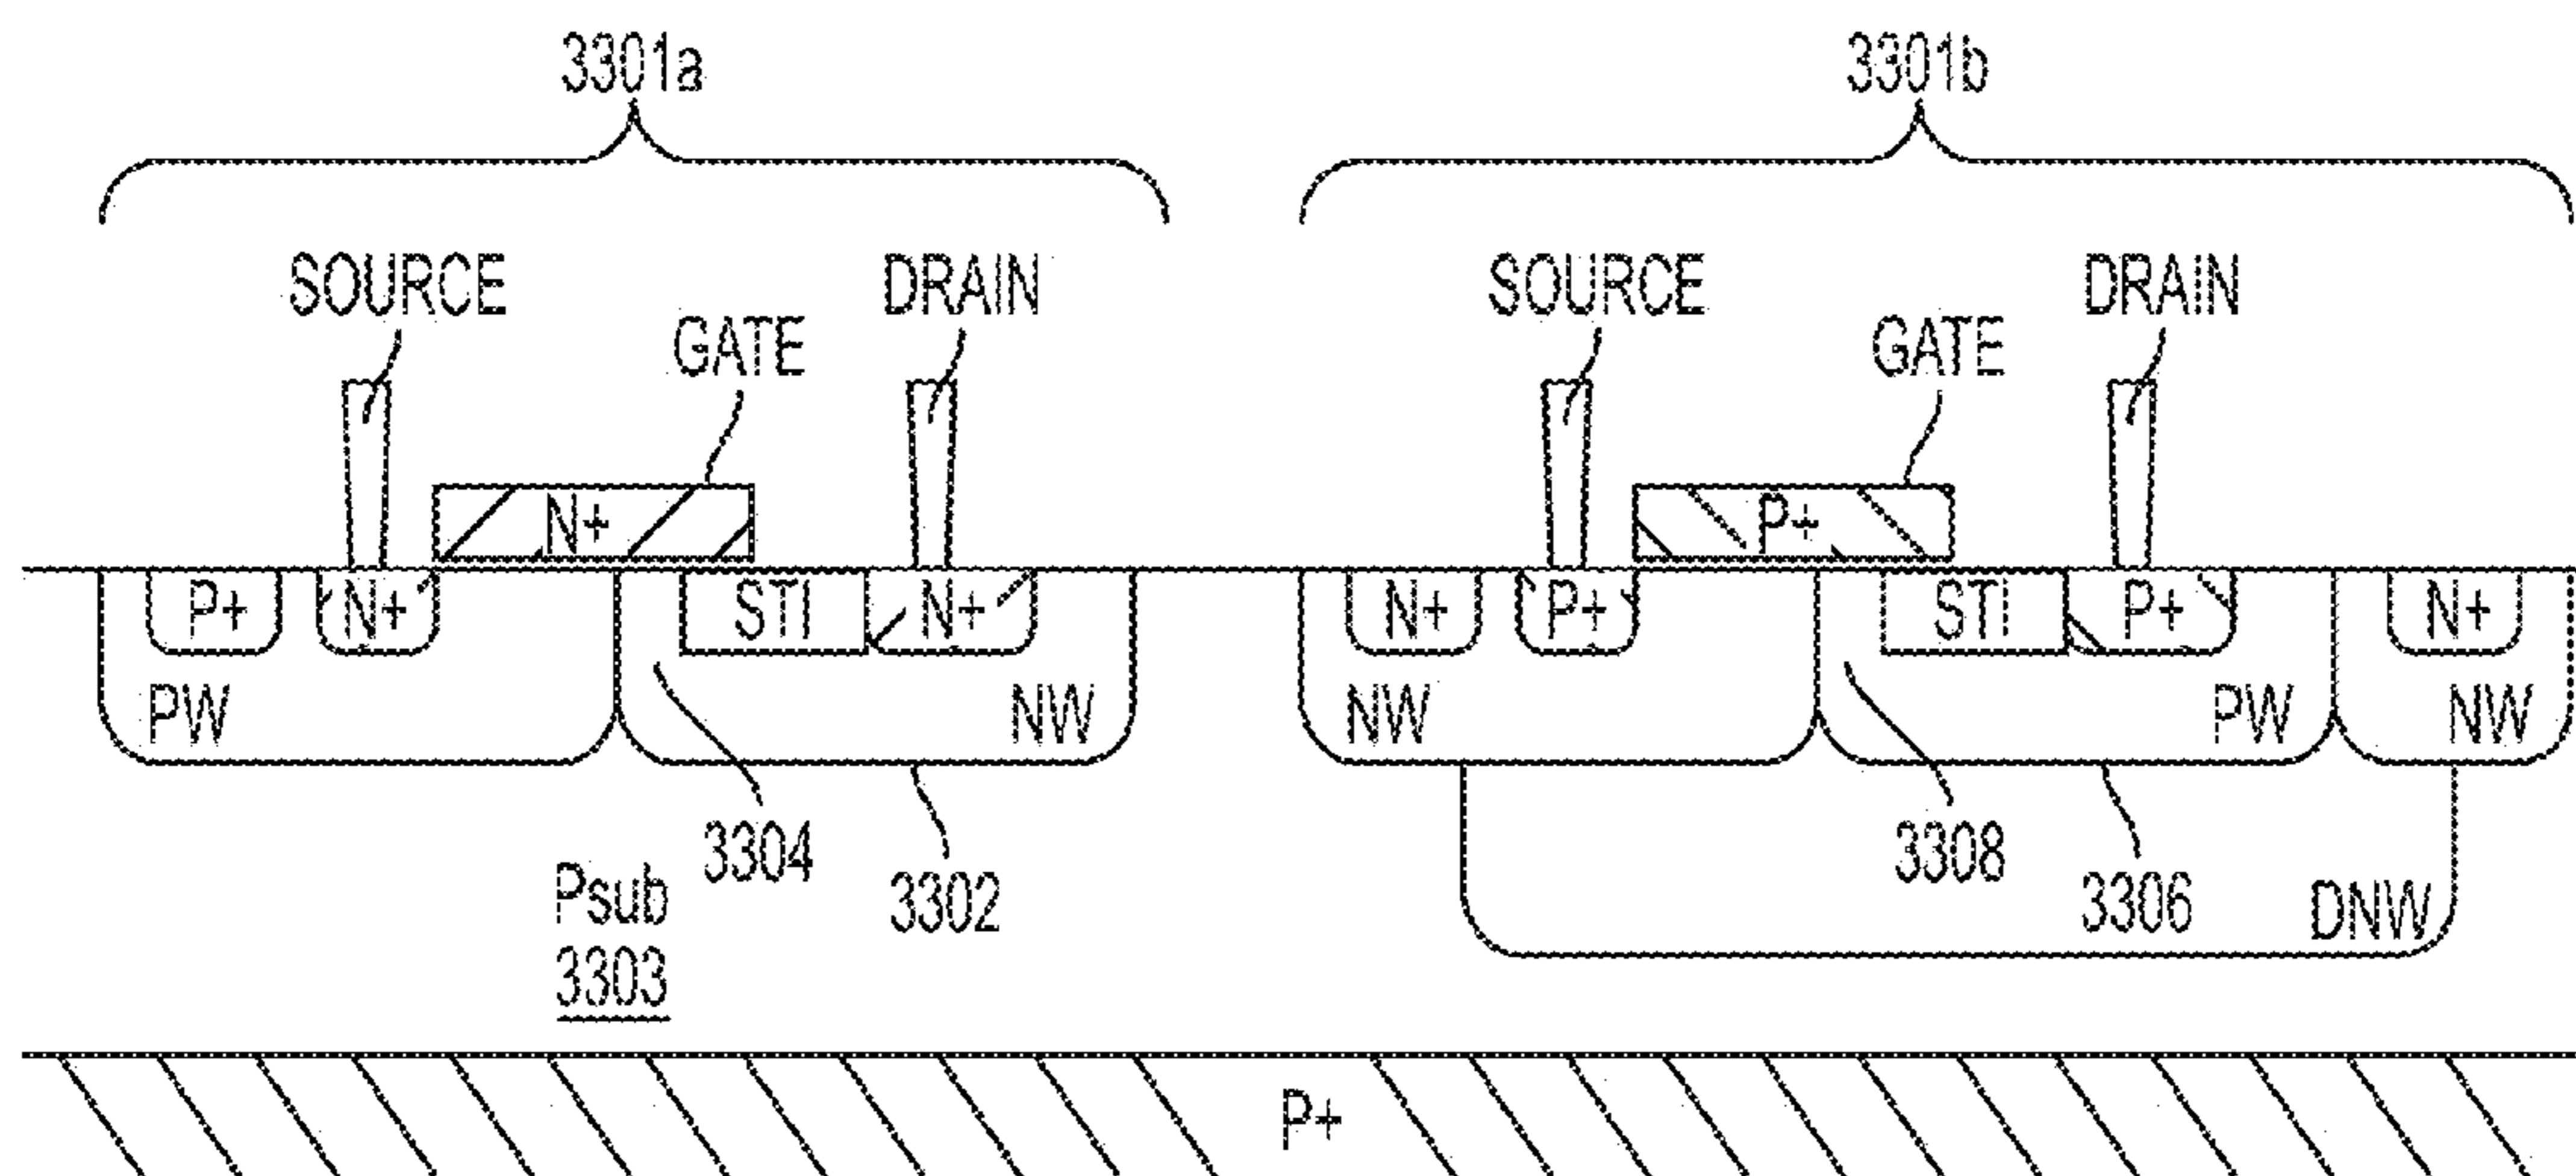 3301a 3301b
SOURCE DRAIN SOURCE DRAIN
GATE GATE
N+ P+
P+ N+ STI N+ N+ P+ STI P+ N+
PW NW NW PW NW
3304 3302 3308 3306
Psub DNW
3303
P+